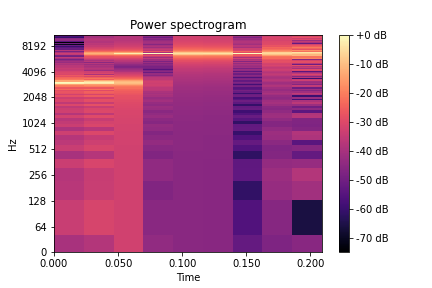 Power spectrogram
8192
4096
2048
1024
512
256
128
64
0
Hz
0.000 0.050 0.100 0.150 0.200
Time
+0 dB
-10 dB
-20 dB
-30 dB
-40 dB
-50 dB
-60 dB
-70 dB